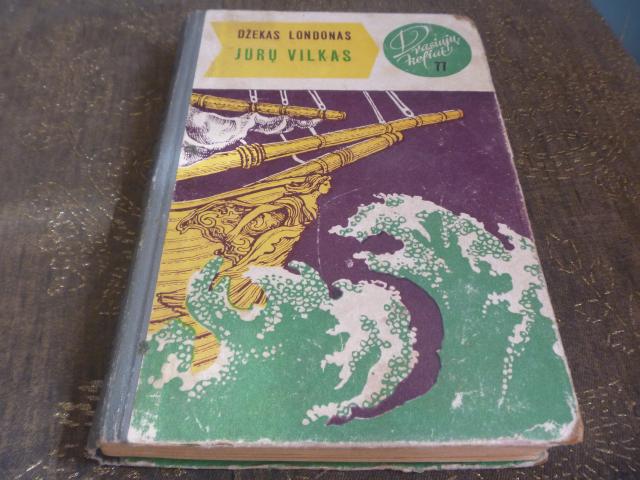 DŽEKAS LONDONAS
JŪRŲ VILKAS
Drąsiųjų
keliai
77